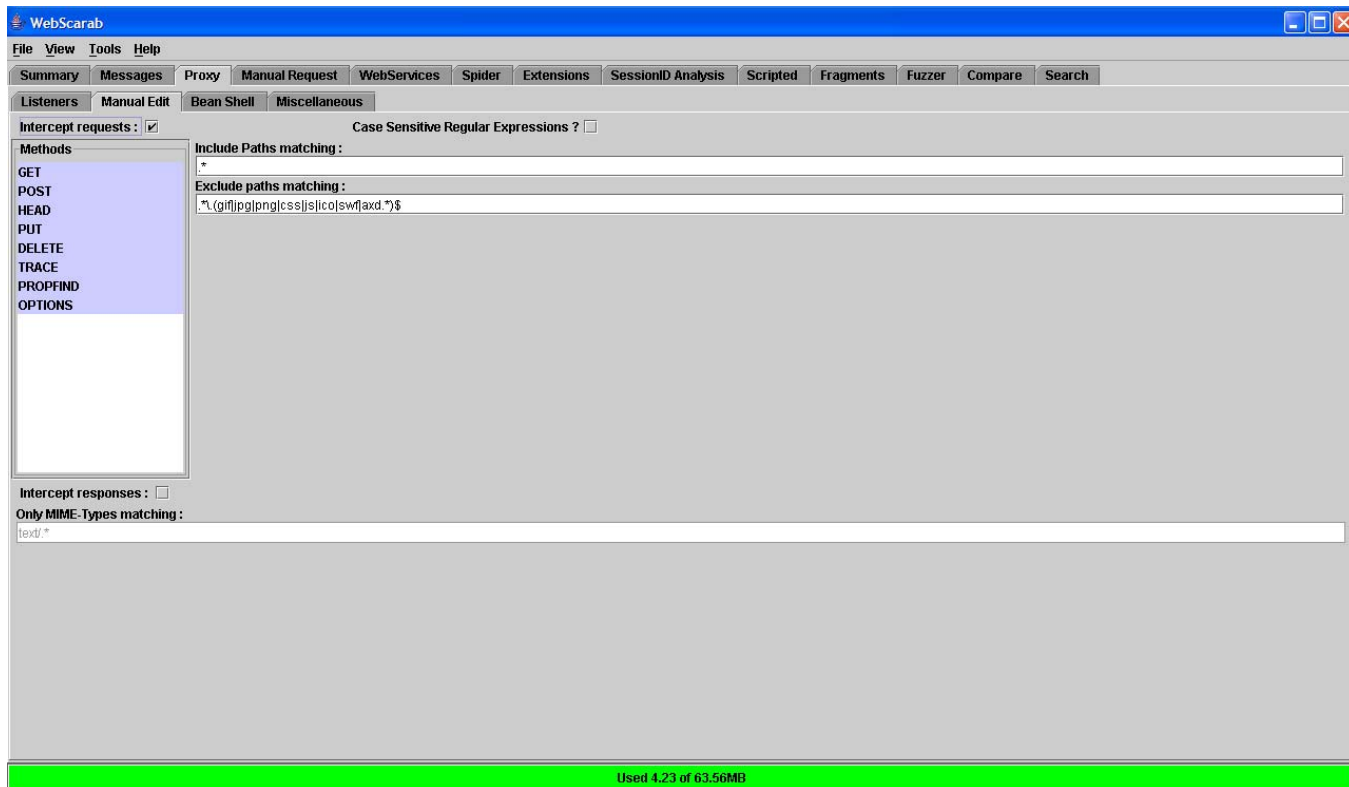 WebScarab
File View Tools Help
Summary Messages Proxy Manual Request WebServices Spider Extensions SessionID Analysis Scripted Fragments Fuzzer Compare Search
Listeners Manual Edit Bean Shell Miscellaneous
Intercept requests : Case Sensitive Regular Expressions ?
Methods
GET
POST
HEAD
PUT
DELETE
TRACE
PROPFIND
OPTIONS
Include Paths matching :
.*
Exclude paths matching :
.*\.(gif|jpg|png|css|js|ico|swf|axd.*)$
Intercept responses :
Only MIME-Types matching :
text/.*
Used 4.23 of 63.56MB